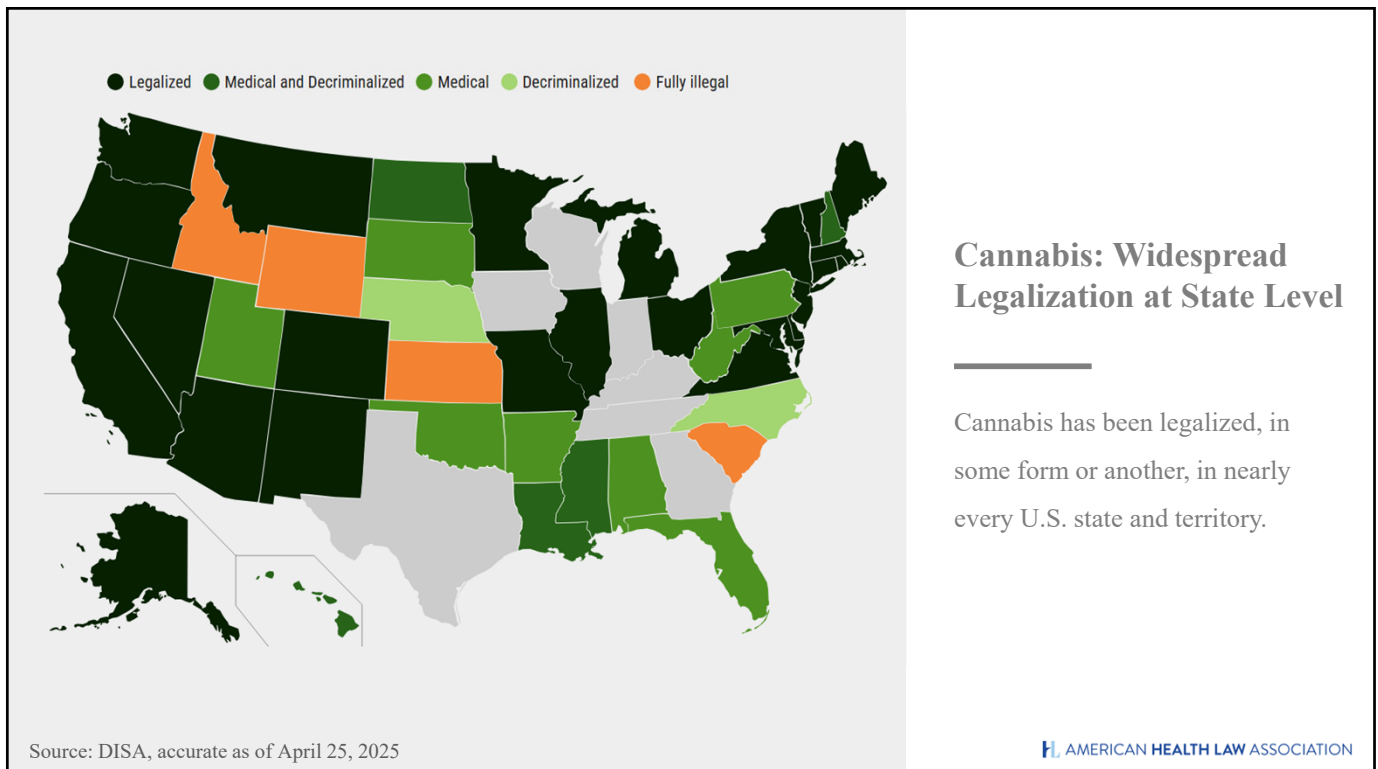 Legalized Medical and Decriminalized Medical Decriminalized Fully illegal
Cannabis: Widespread
Legalization at State Level
Cannabis has been legalized, in
some form or another, in nearly
every U.S. state and territory.
Source: DISA, accurate as of April 25, 2025
HL AMERICAN HEALTH LAW ASSOCIATION